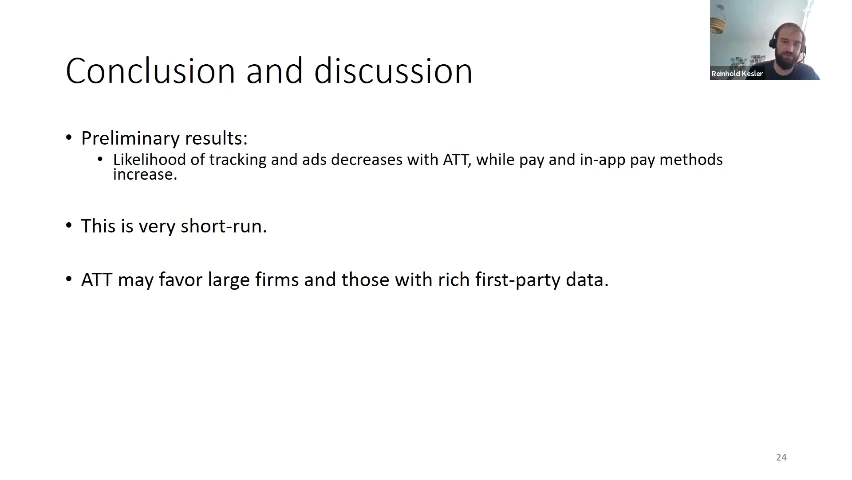 Reinhold Kesler
Conclusion and discussion
• Preliminary results:
• Likelihood of tracking and ads decreases with ATT, while pay and in-app pay methods
increase.
• This is very short-run.
• ATT may favor large firms and those with rich first-party data.
24